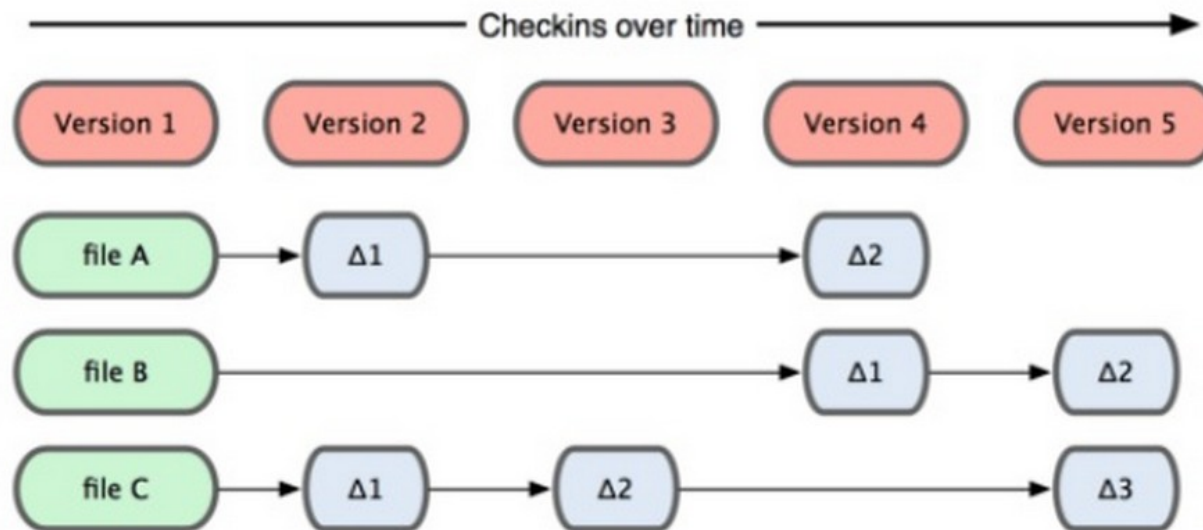 Checkins over time
Version 1 Version 2 Version 3 Version 4 Version 5
file A Δ1 Δ2
file B Δ1 Δ2
file C Δ1 Δ2 Δ3